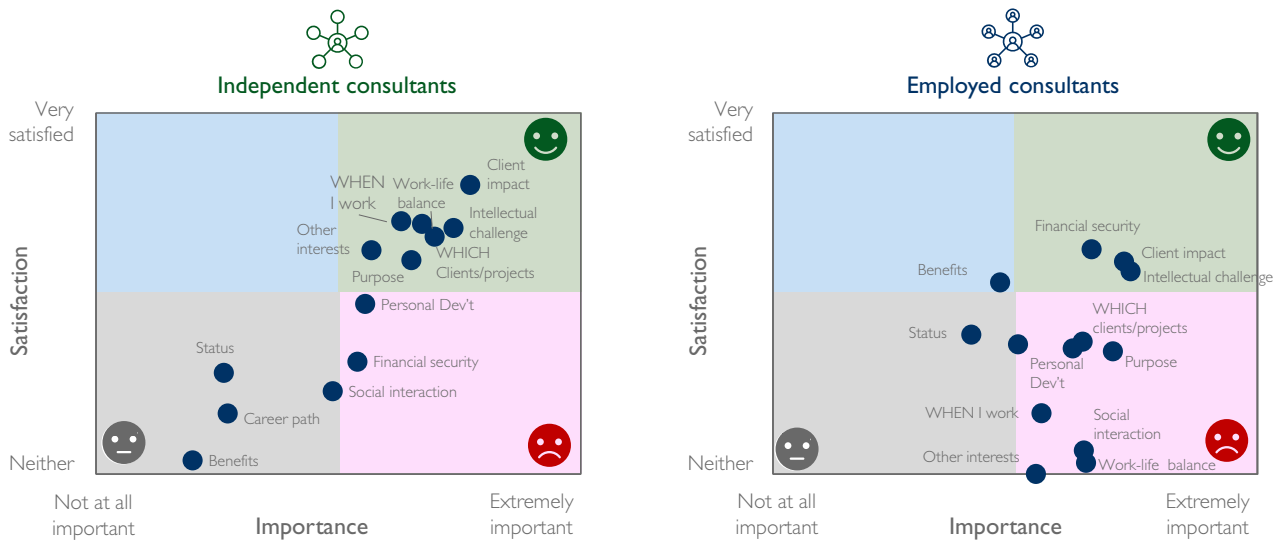 Independent consultants
Very
satisfied
Satisfaction
Neither
Client
impact
WHEN
I work
Work-life
balance
Intellectual
challenge
Other
interests
WHICH
Clients/projects
Purpose
Personal Dev't
Status
Financial security
Social interaction
Career path
Benefits
Not at all
important
Importance
Extremely
important
Employed consultants
Very
satisfied
Satisfaction
Neither
Financial security
Client impact
Intellectual challenge
Benefits
WHICH
clients/projects
Status
Purpose
Personal
Dev't
WHEN I work
Social
interaction
Other interests
Work-life balance
Not at all
important
Importance
Extremely
important